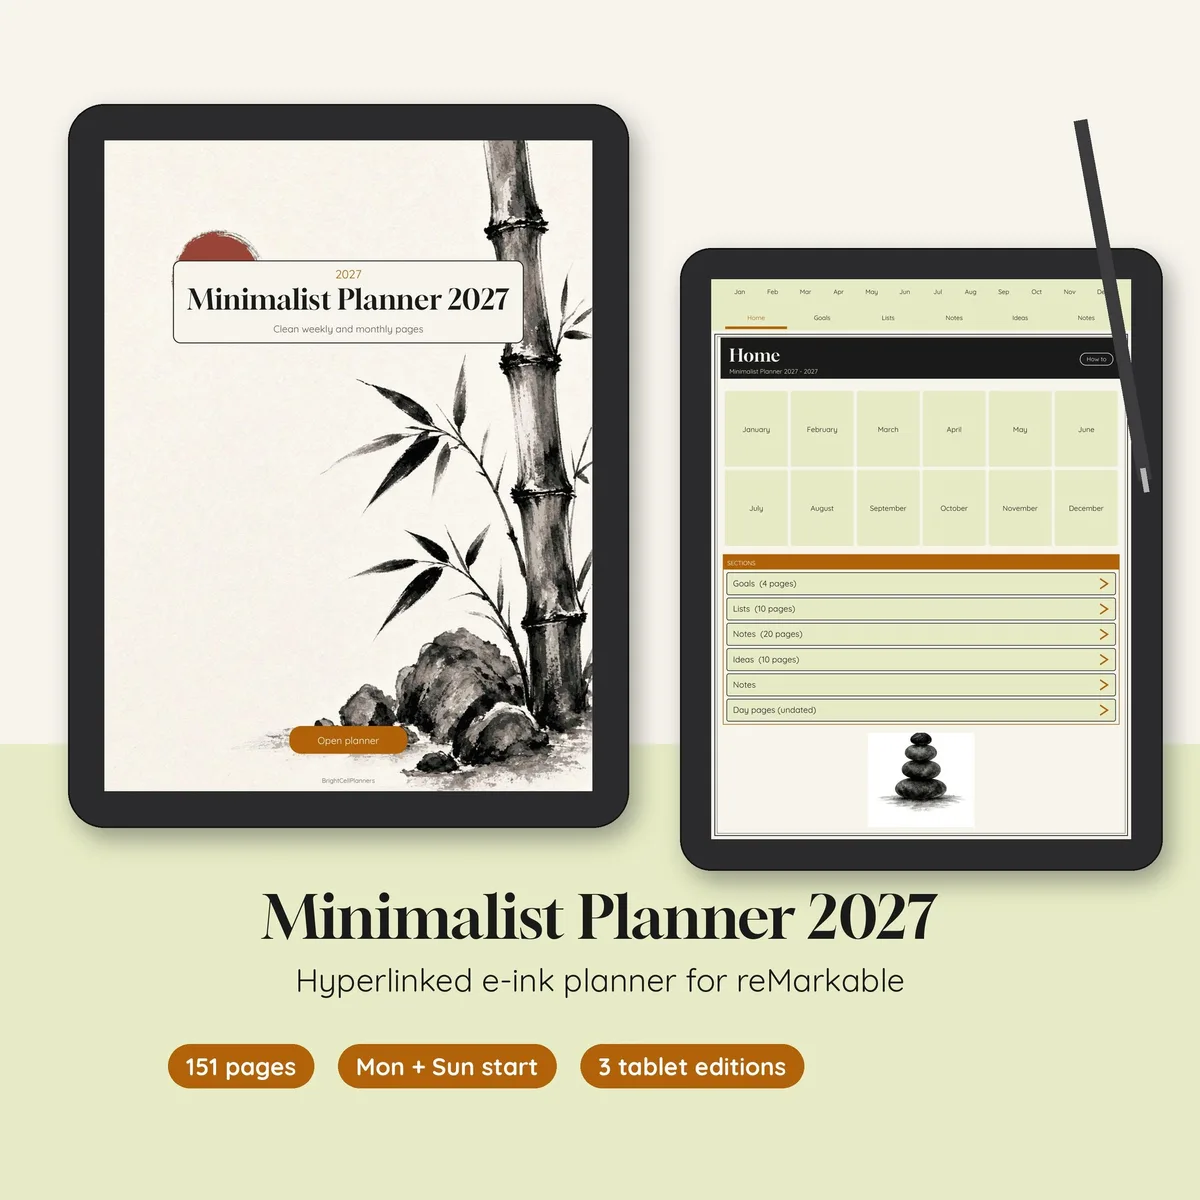 2027
Minimalist Planner 2027
Clean weekly and monthly pages
Open planner
BrightCellPlanners
Jan Feb Mar Apr May Jun Jul Aug Sep Oct Nov
Home Goals Lists Notes Ideas Notes
Home
How to
Minimalist Planner 2027 - 2027
January February March April May June
July August September October November December
SECTIONS
Goals (4 pages)
Lists (10 pages)
Notes (20 pages)
Ideas (10 pages)
Notes
Day pages (undated)
Minimalist Planner 2027
Hyperlinked e-ink planner for reMarkable
151 pages Mon + Sun start 3 tablet editions